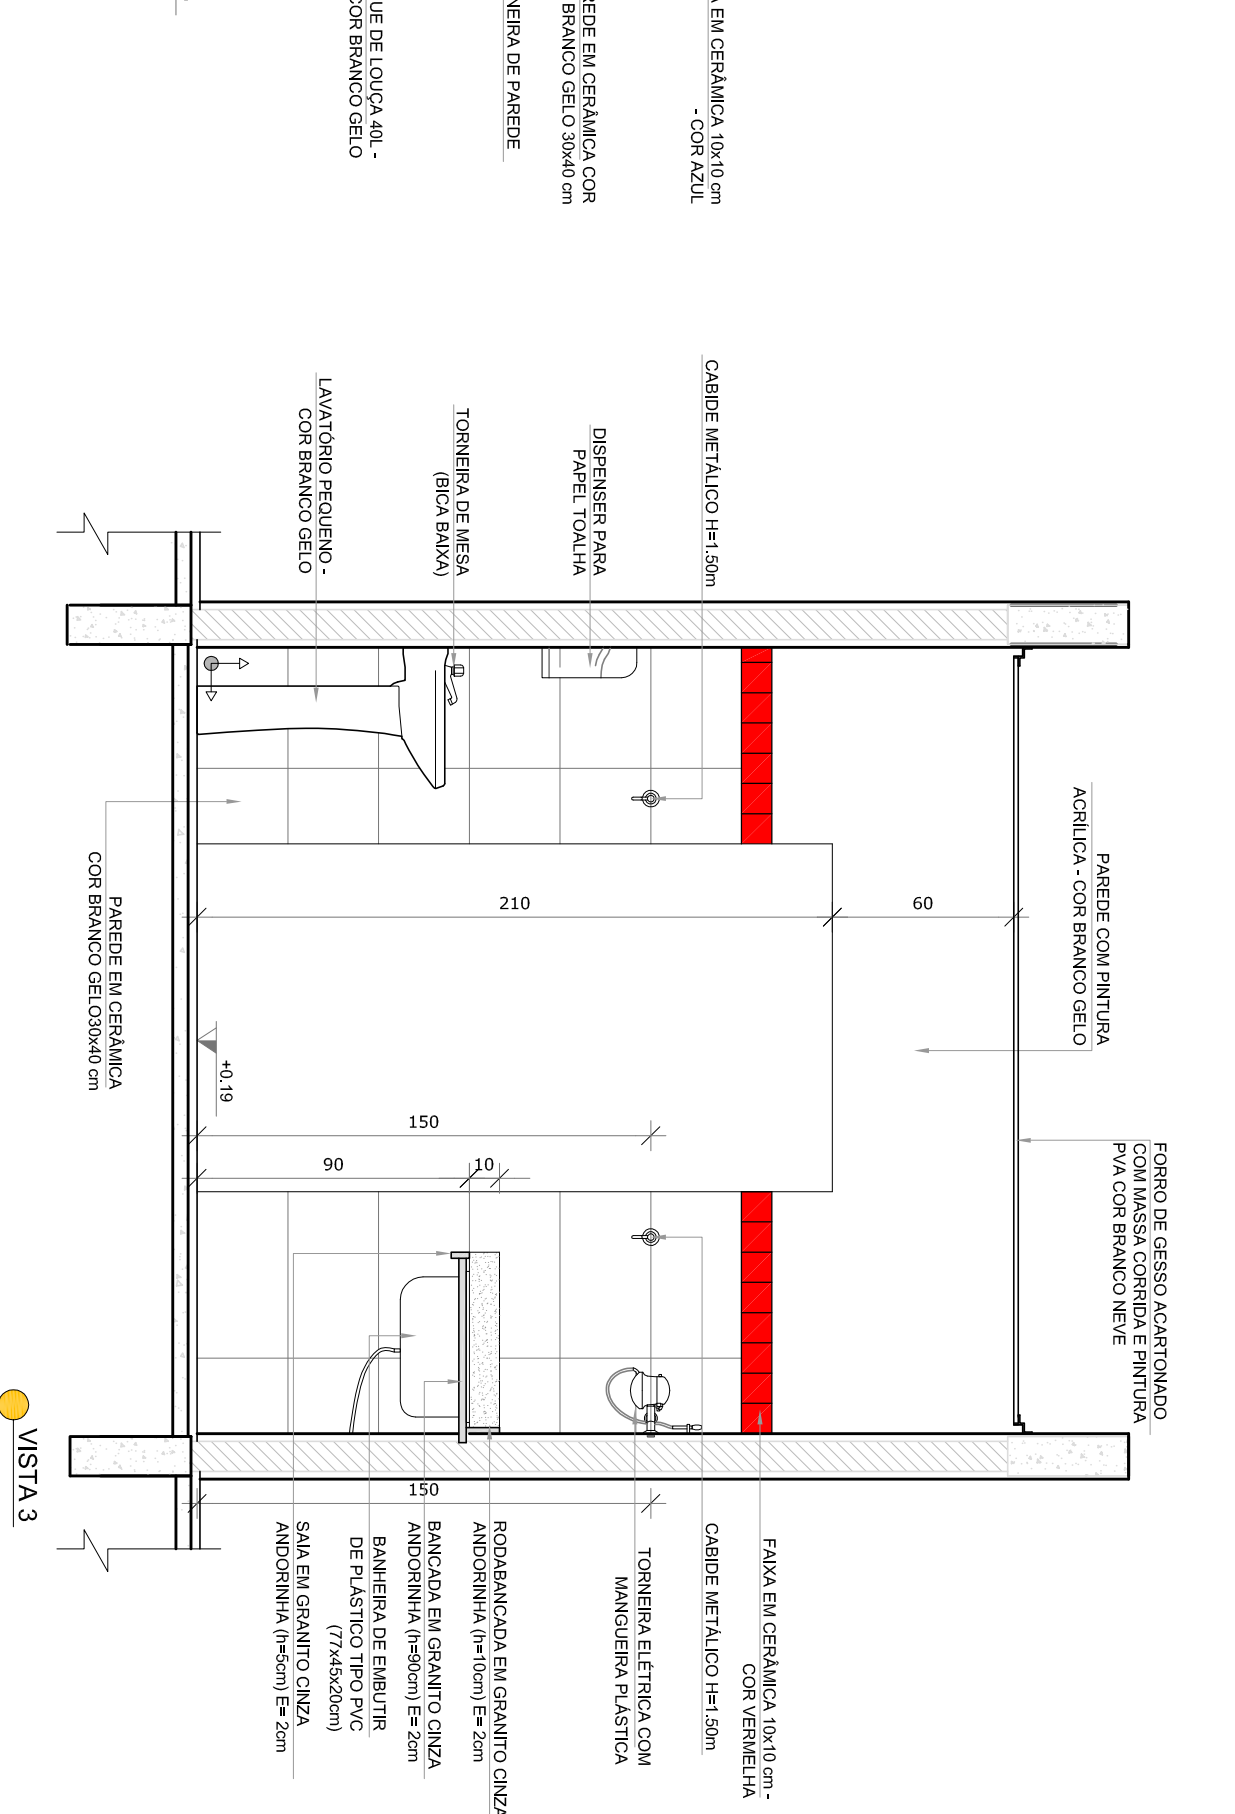 A EM CERÂMICA 10x10 cm
- COR AZUL
REDE EM CERÂMICA COR
BRANCO GELO 30x40 cm
NEIRA DE PAREDE
UE DE LOUÇA 40L -
COR BRANCO GELO
CABIDE METÁLICO H=1.50m
DISPENSER PARA
PAPEL TOALHA
TORNEIRA DE MESA
(BICA BAIXA)
LAVATÓRIO PEQUENO -
COR BRANCO GELO
PAREDE COM PINTURA
ACRÍLICA - COR BRANCO GELO
FORRO DE GESSO ACARTONADO
COM MASSA CORRIDA E PINTURA
PVA COR BRANCO NEVE
210
60
+0.19
150
90
10
150
PAREDE EM CERÂMICA
COR BRANCO GELO30x40 cm
FAIXA EM CERÂMICA 10x10 cm -
COR VERMELHA
CABIDE METÁLICO H=1.50m
TORNEIRA ELÉTRICA COM
MANGUEIRA PLÁSTICA
RODABANCADA EM GRANITO CINZA
ANDORINHA (h=10cm) E= 2cm
BANCADA EM GRANITO CINZA
ANDORINHA (h=90cm) E= 2cm
BANHEIRA DE EMBUTIR
DE PLÁSTICO TIPO PVC
(77x45x20cm)
SAIA EM GRANITO CINZA
ANDORINHA (h=5cm) E= 2cm
VISTA 3